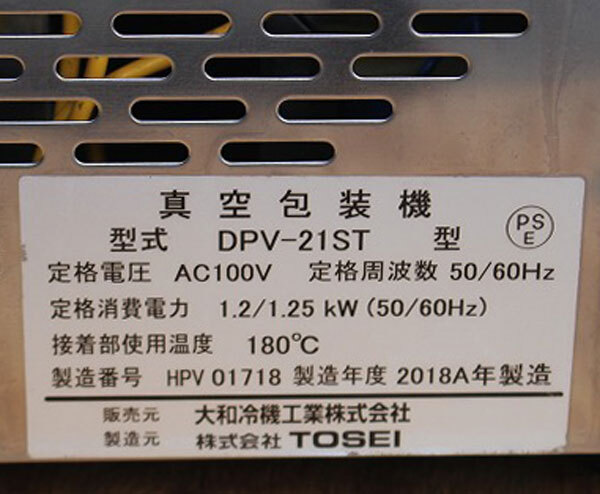 真空包装機
型式 DPV-21ST 型
PS
E
定格電圧 AC100V 定格周波数 50/60Hz
定格消費電力 1.2/1.25 kW (50/60Hz)
接着部使用温度 180℃
製造番号 HPV 01718 製造年度 2018A年製造
販売元 大和冷機工業株式会社
製造元 株式会社 TOSEI